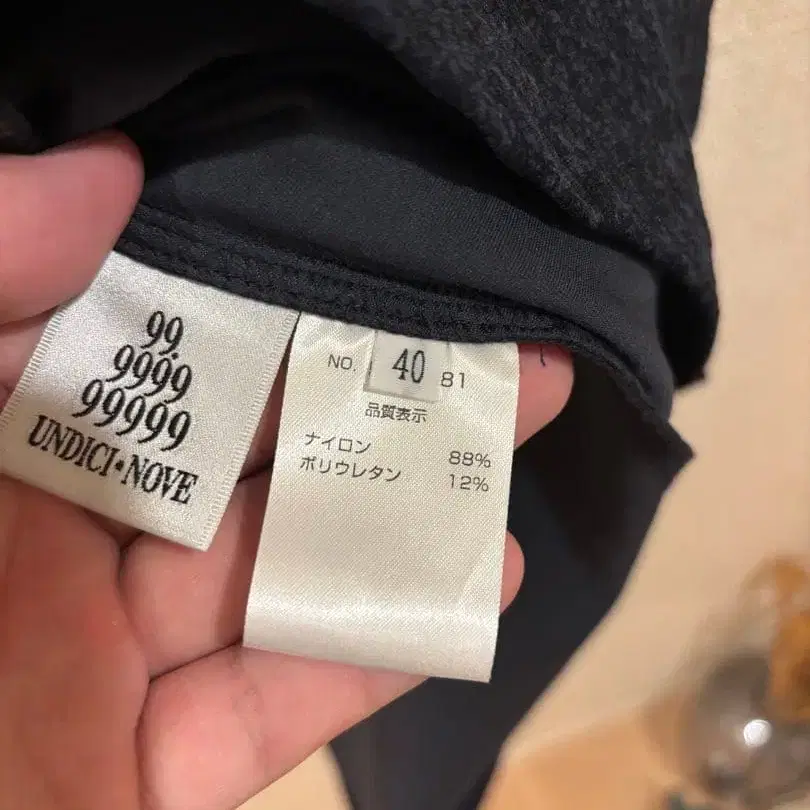 99.
9999
99999
UNDICI•NOVE
NO. 40 81
品質表示
ナイロン 88%
ポリウレタン 12%